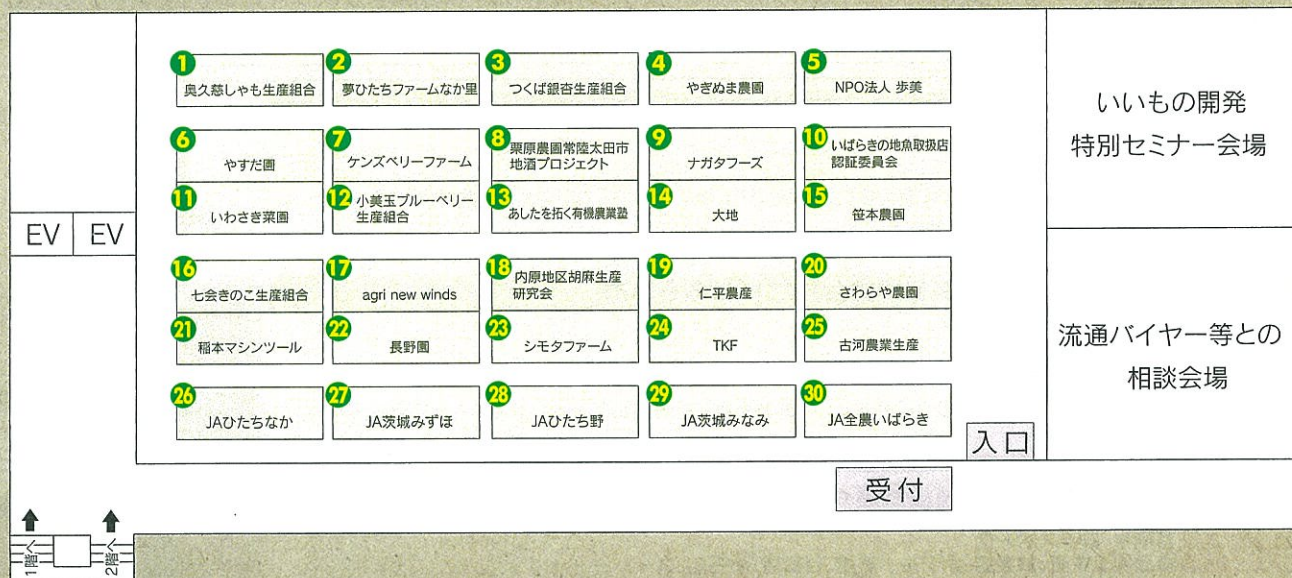 1
奥久慈しゃも生産組合
2
夢ひたちファームなか里
3
つくば銀杏生産組合
4
やぎぬま農園
5
NPO法人 歩美
6
やすだ園
7
ケンズベリーファーム
8
栗原農園常陸太田市
地酒プロジェクト
9
ナガタフーズ
10
いばらきの地魚取扱店
認証委員会
11
いわさき菜園
12
小美玉ブルーベリー
生産組合
13
あしたを拓く有機農業塾
14
大地
15
笹本農園
16
七会きのこ生産組合
17
agri new winds
18
内原地区胡麻生産
研究会
19
仁平農産
20
さわらや農園
21
稲本マシンツール
22
長野園
23
シモタファーム
24
TKF
25
古河農業生産
26
JAひたちなか
27
JA茨城みずほ
28
JAひたち野
29
JA茨城みなみ
30
JA全農いばらき
いいもの開発
特別セミナー会場
流通バイヤー等との
相談会場
EV
EV
入口
受付
1階へ
2階へ